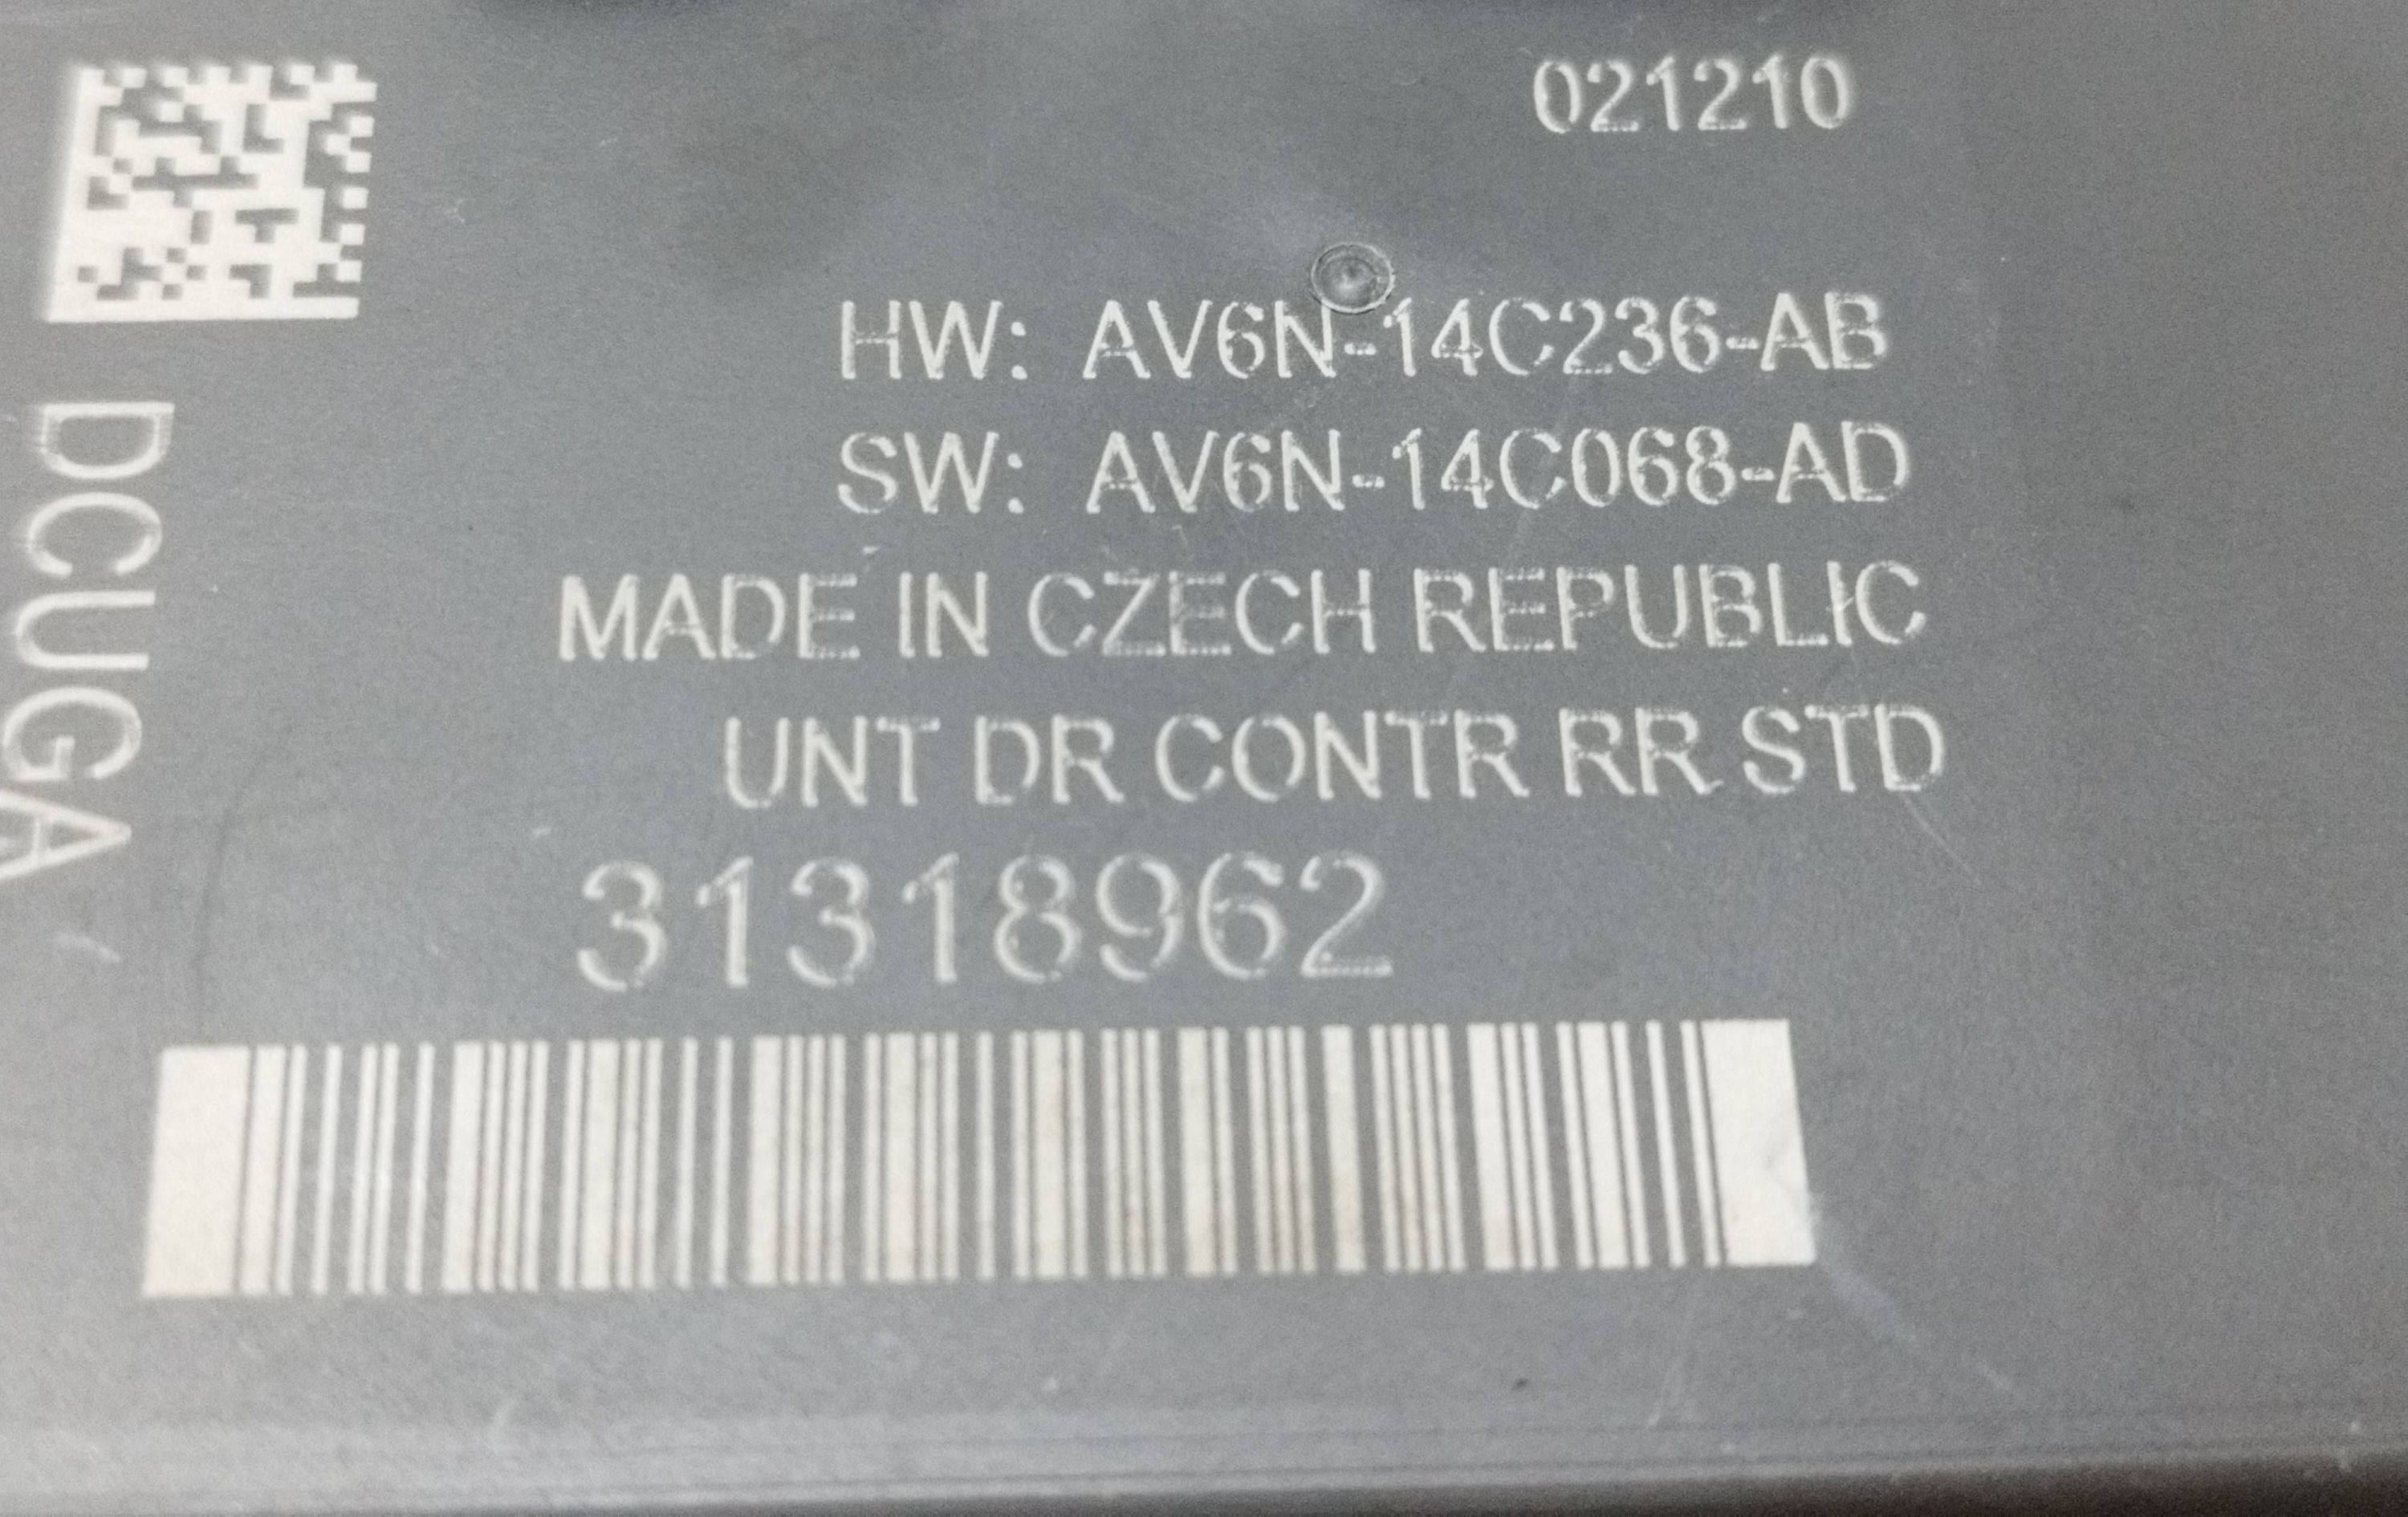 021210
HW: AV6N-14C236-AB
SW: AV6N-14C068-AD
MADE IN CZECH REPUBLIC
UNT DR CONTR RR STD
31318962
DCUGA